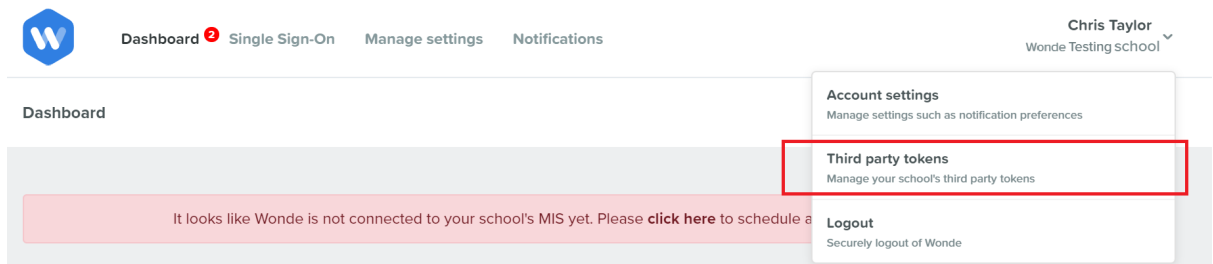 Dashboard 2 Single Sign-On Manage settings Notifications
Chris Taylor
Wonde Testing school
Dashboard
Account settings
Manage settings such as notification preferences
Third party tokens
Manage your school's third party tokens
It looks like Wonde is not connected to your school's MIS yet. Please click here to schedule a
Logout
Securely logout of Wonde